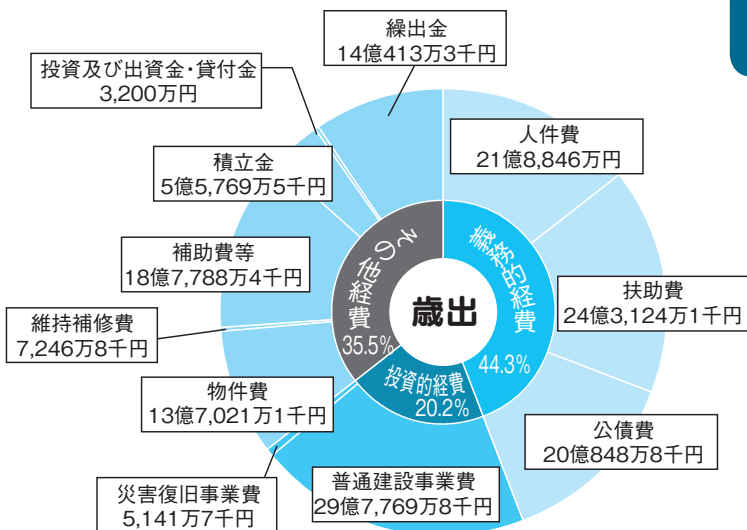 歳出
義務的経費
44.3%
投資的経費
20.2%
その他経費
35.5%
人件費
21億8,846万円
扶助費
24億3,124万1千円
公債費
20億848万8千円
普通建設事業費
29億7,769万8千円
災害復旧事業費
5,141万7千円
物件費
13億7,021万1千円
維持補修費
7,246万8千円
補助費等
18億7,788万4千円
積立金
5億5,769万5千円
投資及び出資金・貸付金
3,200万円
繰出金
14億413万3千円